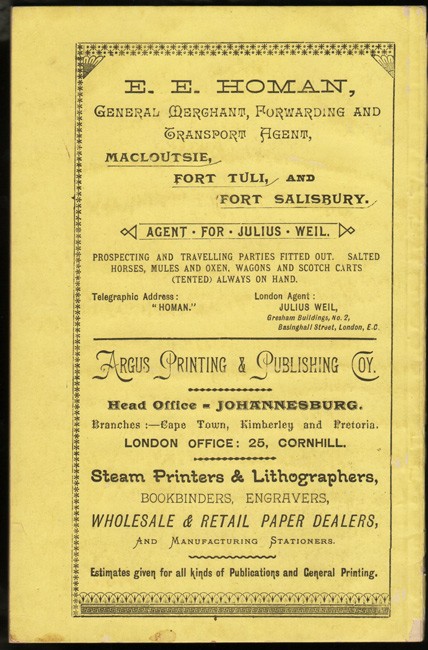 E. E. HOMAN,
GENERAL MERCHANT, FORWARDING AND
TRANSPORT AGENT,
MACLOUTSIE,
FORT TULI, AND
FORT SALISBURY.
AGENT · FOR · JULIUS · WEIL.
PROSPECTING AND TRAVELLING PARTIES FITTED OUT. SALTED
HORSES, MULES AND OXEN, WAGONS AND SCOTCH CARTS
(TENTED) ALWAYS ON HAND.
Telegraphic Address:
"HOMAN."
London Agent:
JULIUS WEIL,
Gresham Buildings, No. 2,
Basinghall Street, London, E.C.
ARGUS PRINTING & PUBLISHING COY.
Head Office = JOHANNESBURG.
Branches:—Cape Town, Kimberley and Pretoria.
LONDON OFFICE: 25, CORNHILL.
Steam Printers & Lithographers,
BOOKBINDERS, ENGRAVERS,
WHOLESALE & RETAIL PAPER DEALERS,
AND MANUFACTURING STATIONERS.
Estimates given for all kinds of Publications and General Printing.